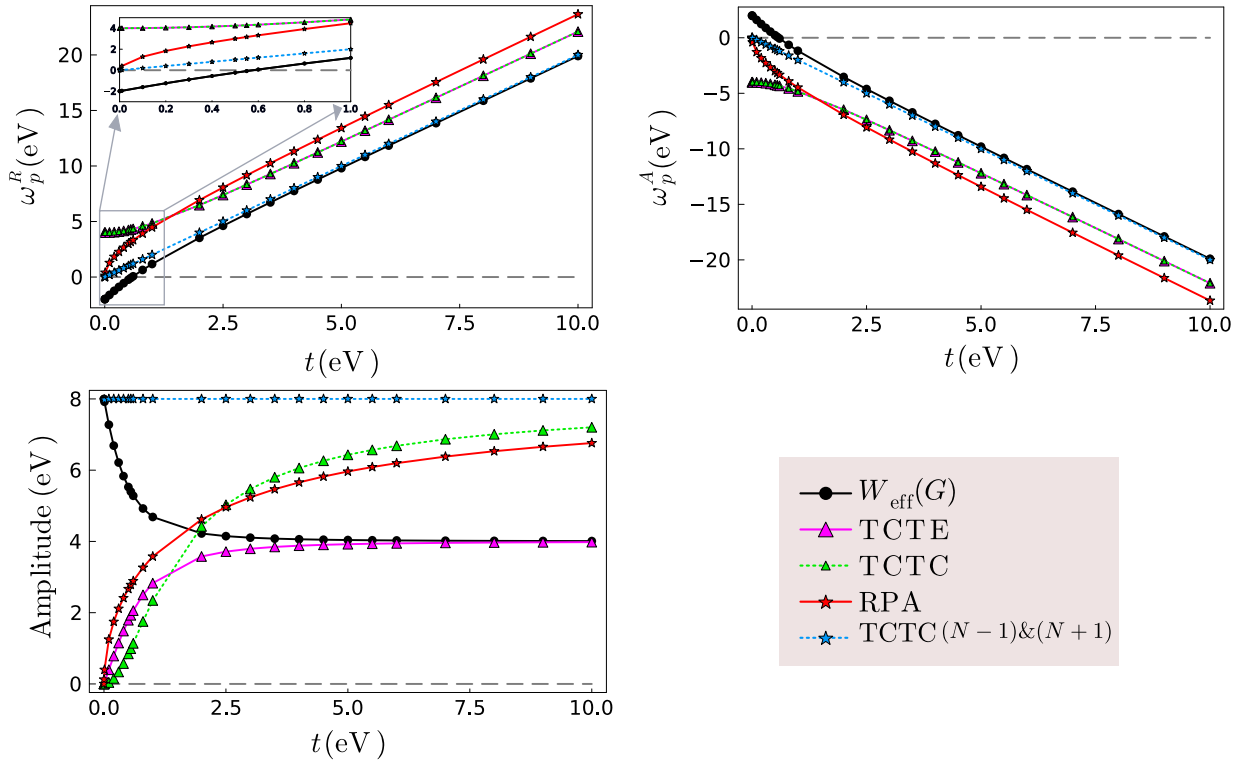 ω_p^R (eV)
20
15
10
5
0
4
2
0
−2
0.0 0.2 0.4 0.6 0.8 1.0
0.0 2.5 5.0 7.5 10.0
t (eV)
ω_p^A (eV)
0
−5
−10
−15
−20
0.0 2.5 5.0 7.5 10.0
t (eV)
Amplitude (eV)
8
6
4
2
0
0.0 2.5 5.0 7.5 10.0
t (eV)
W_eff(G)
TCTE
TCTC
RPA
TCTC^(N − 1)&(N + 1)